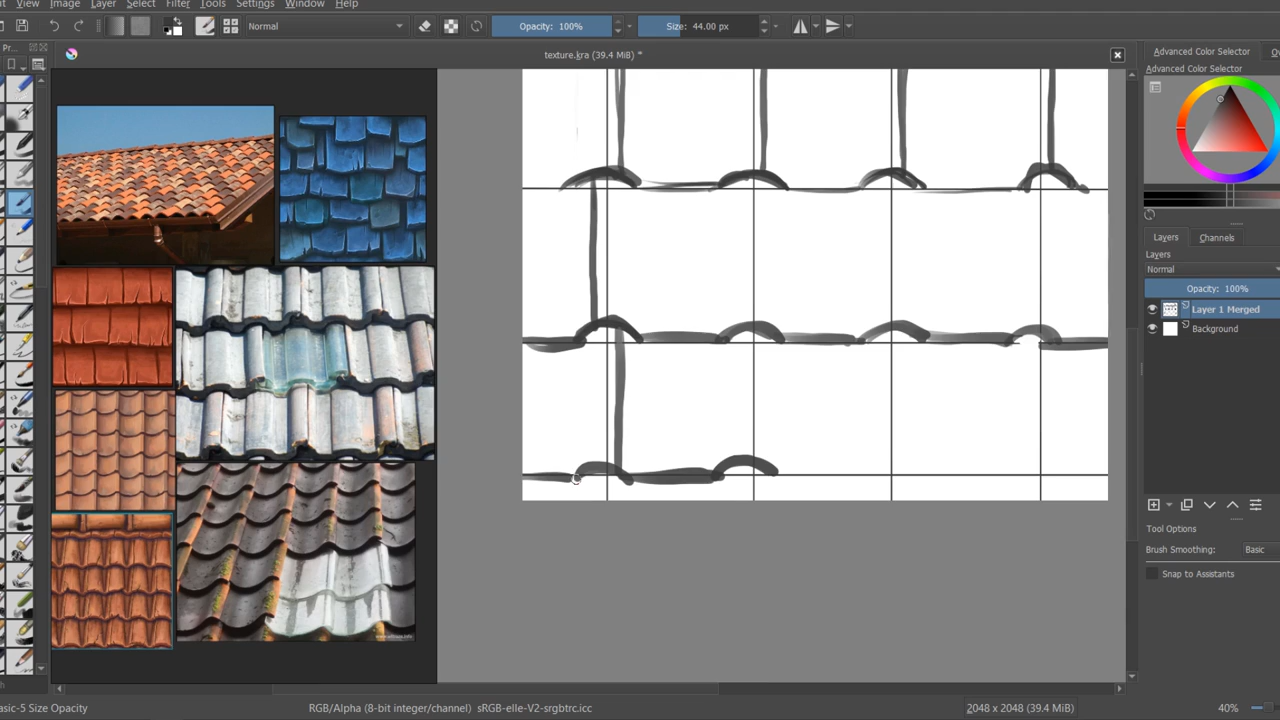 View Image Layer Select Filter Tools Settings Window Help
Normal
Opacity: 100%
Size: 44.00 px
Pr...
texture.kra (39.4 MiB) *
Advanced Color Selector
Advanced Color Selector
Layers Channels
Layers
Normal
Opacity: 100%
Layer 1 Merged
Background
Tool Options
Brush Smoothing: Basic
Snap to Assistants
asic-5 Size Opacity
RGB/Alpha (8-bit integer/channel) sRGB-elle-V2-srgbtrc.icc
2048 x 2048 (39.4 MiB)
40%